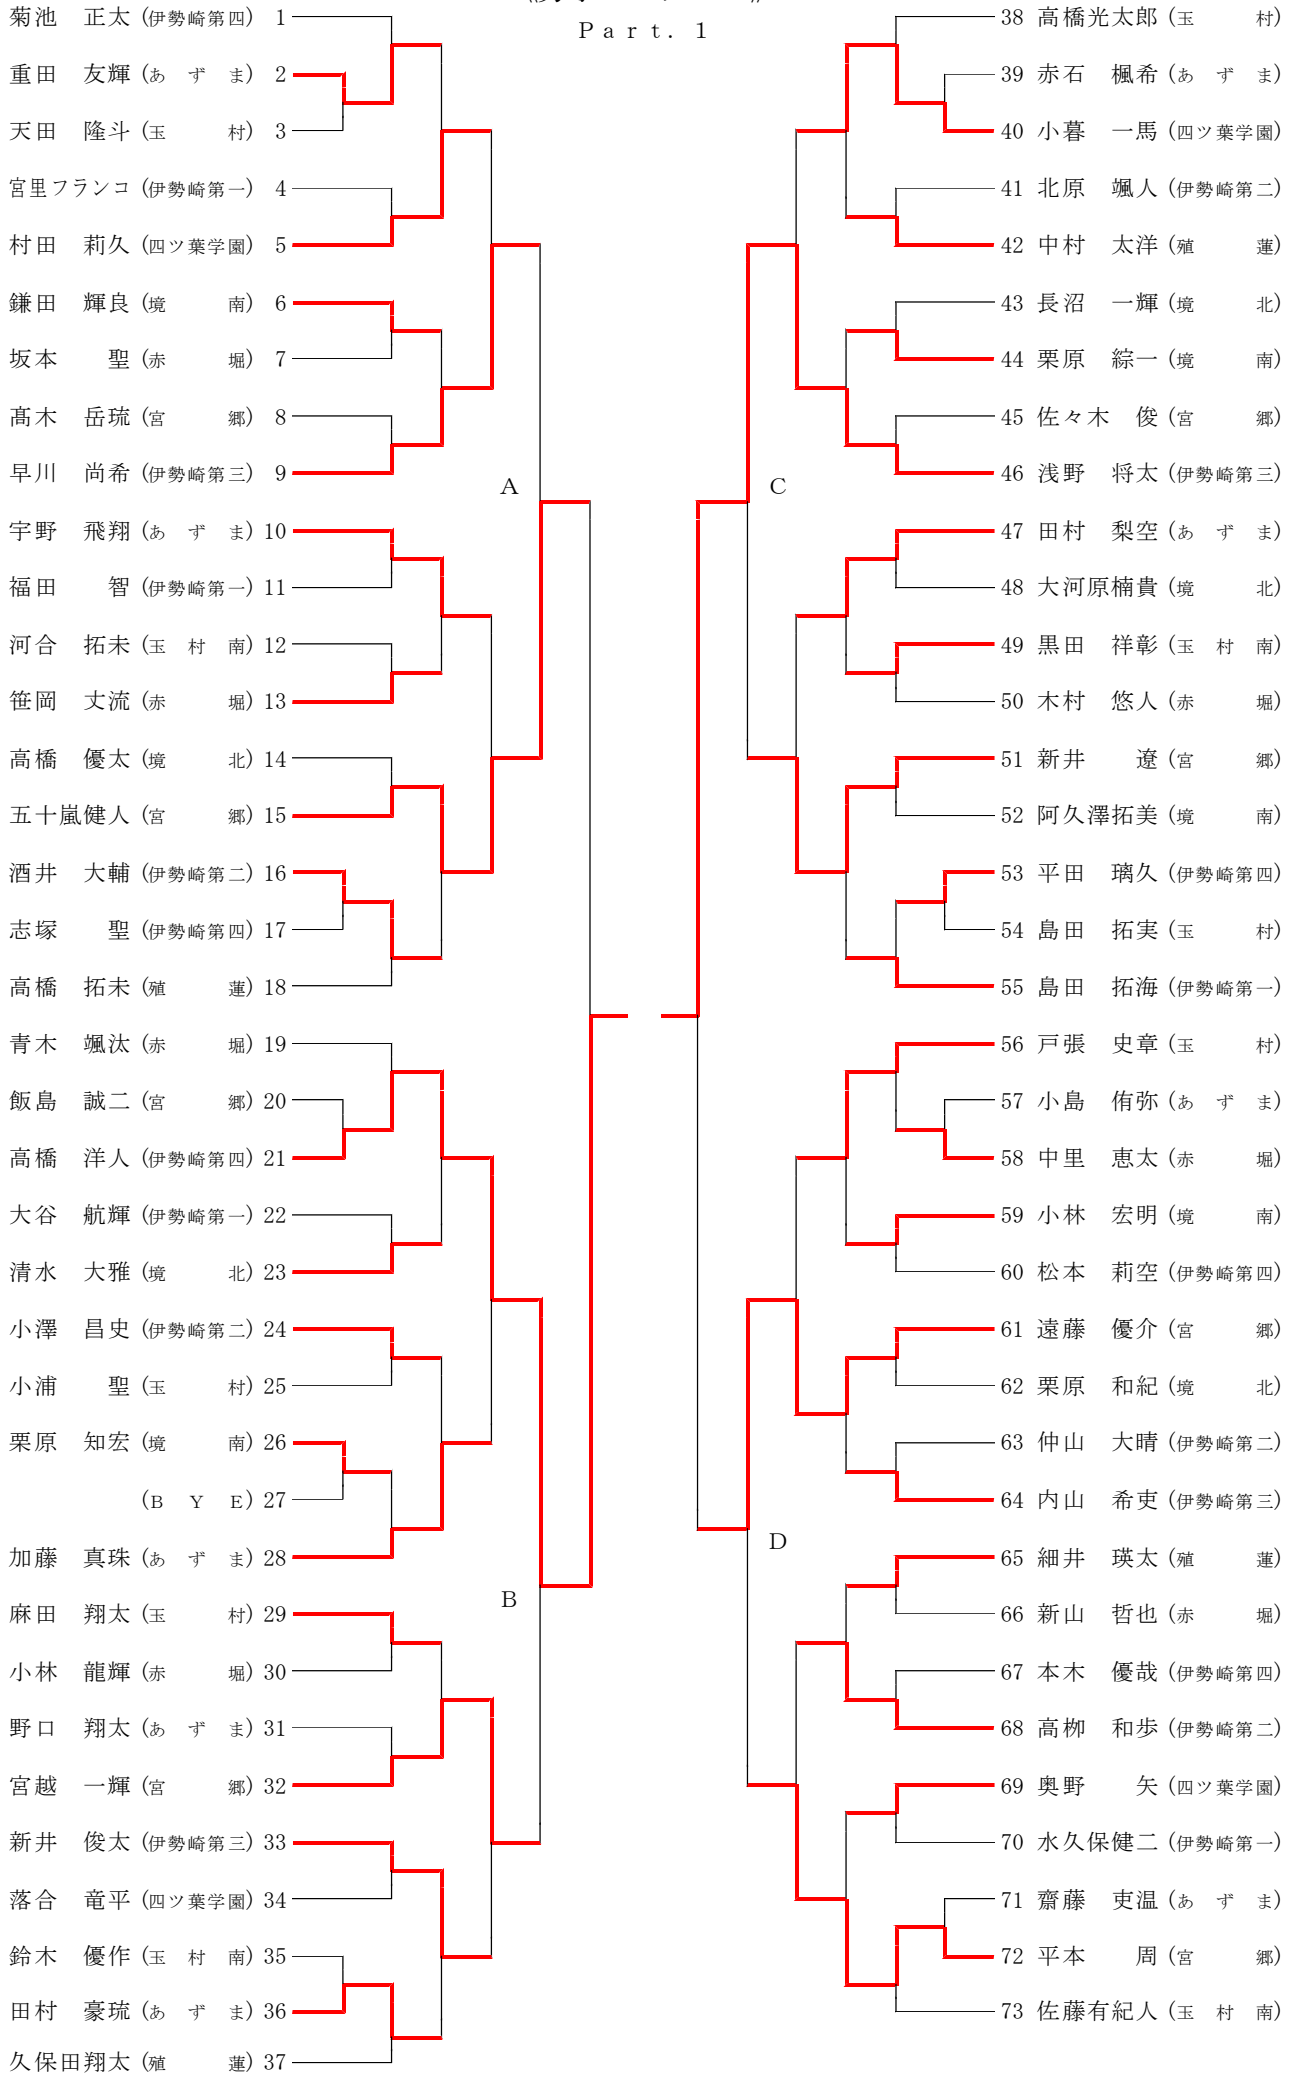 Part. 1
菊池　正太 (伊勢崎第四) 1
重田　友輝 (あ　ず　ま) 2
天田　隆斗 (玉　　　村) 3
宮里フランコ (伊勢崎第一) 4
村田　莉久 (四ツ葉学園) 5
鎌田　輝良 (境　　　南) 6
坂本　　聖 (赤　　　堀) 7
髙木　岳琉 (宮　　　郷) 8
早川　尚希 (伊勢崎第三) 9
A
宇野　飛翔 (あ　ず　ま) 10
福田　　智 (伊勢崎第一) 11
河合　拓未 (玉　村　南) 12
笹岡　丈流 (赤　　　堀) 13
高橋　優太 (境　　　北) 14
五十嵐健人 (宮　　　郷) 15
酒井　大輔 (伊勢崎第二) 16
志塚　　聖 (伊勢崎第四) 17
高橋　拓未 (殖　　　蓮) 18
青木　颯汰 (赤　　　堀) 19
飯島　誠二 (宮　　　郷) 20
高橋　洋人 (伊勢崎第四) 21
大谷　航輝 (伊勢崎第一) 22
清水　大雅 (境　　　北) 23
小澤　昌史 (伊勢崎第二) 24
小浦　　聖 (玉　　　村) 25
栗原　知宏 (境　　　南) 26
(B　Y　E) 27
加藤　真珠 (あ　ず　ま) 28
B
麻田　翔太 (玉　　　村) 29
小林　龍輝 (赤　　　堀) 30
野口　翔太 (あ　ず　ま) 31
宮越　一輝 (宮　　　郷) 32
新井　俊太 (伊勢崎第三) 33
落合　竜平 (四ツ葉学園) 34
鈴木　優作 (玉　村　南) 35
田村　豪琉 (あ　ず　ま) 36
久保田翔太 (殖　　　蓮) 37
38 高橋光太郎 (玉　　　村)
39 赤石　楓希 (あ　ず　ま)
40 小暮　一馬 (四ツ葉学園)
41 北原　颯人 (伊勢崎第二)
42 中村　太洋 (殖　　　蓮)
43 長沼　一輝 (境　　　北)
44 栗原　綜一 (境　　　南)
45 佐々木　俊 (宮　　　郷)
46 浅野　将太 (伊勢崎第三)
C
47 田村　梨空 (あ　ず　ま)
48 大河原楠貴 (境　　　北)
49 黒田　祥彰 (玉　村　南)
50 木村　悠人 (赤　　　堀)
51 新井　　遼 (宮　　　郷)
52 阿久澤拓美 (境　　　南)
53 平田　璃久 (伊勢崎第四)
54 島田　拓実 (玉　　　村)
55 島田　拓海 (伊勢崎第一)
56 戸張　史章 (玉　　　村)
57 小島　侑弥 (あ　ず　ま)
58 中里　恵太 (赤　　　堀)
59 小林　宏明 (境　　　南)
60 松本　莉空 (伊勢崎第四)
61 遠藤　優介 (宮　　　郷)
62 栗原　和紀 (境　　　北)
63 仲山　大晴 (伊勢崎第二)
64 内山　希吏 (伊勢崎第三)
D
65 細井　瑛太 (殖　　　蓮)
66 新山　哲也 (赤　　　堀)
67 本木　優哉 (伊勢崎第四)
68 高栁　和歩 (伊勢崎第二)
69 奥野　　矢 (四ツ葉学園)
70 水久保健二 (伊勢崎第一)
71 齋藤　吏温 (あ　ず　ま)
72 平本　　周 (宮　　　郷)
73 佐藤有紀人 (玉　村　南)